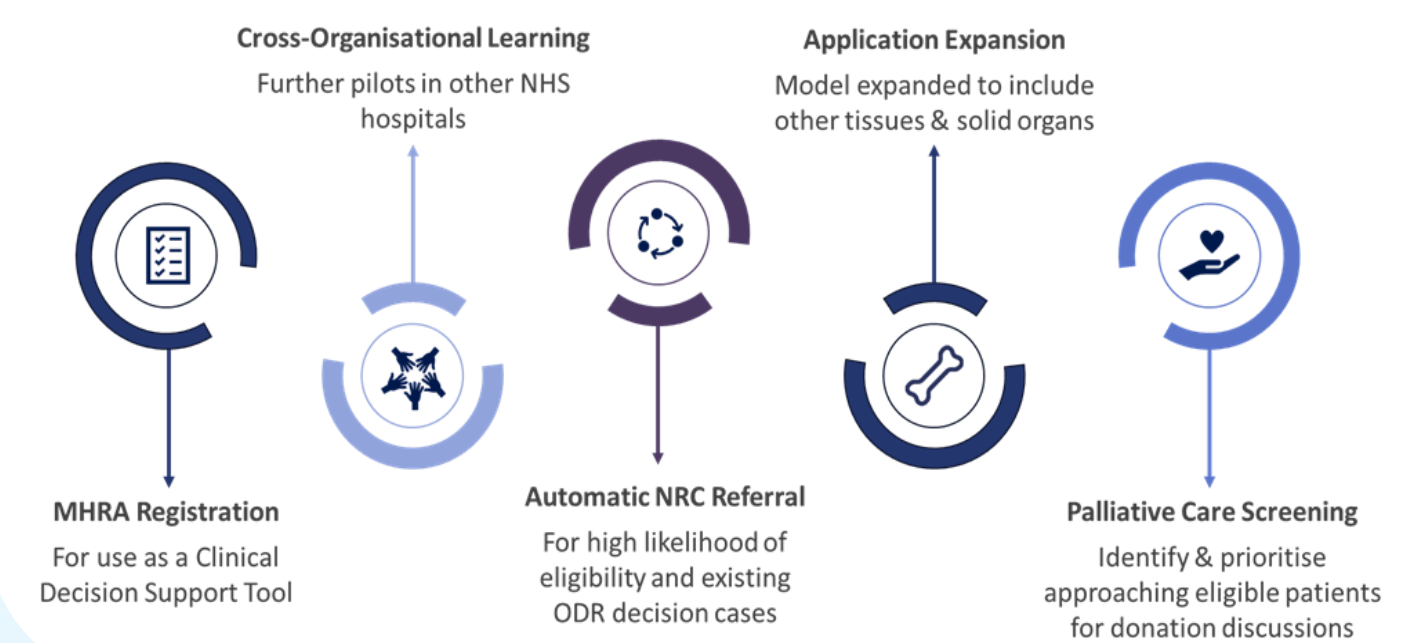 Cross-Organisational Learning
Further pilots in other NHS
hospitals
Application Expansion
Model expanded to include
other tissues & solid organs
MHRA Registration
For use as a Clinical
Decision Support Tool
Automatic NRC Referral
For high likelihood of
eligibility and existing
ODR decision cases
Palliative Care Screening
Identify & prioritise
approaching eligible patients
for donation discussions